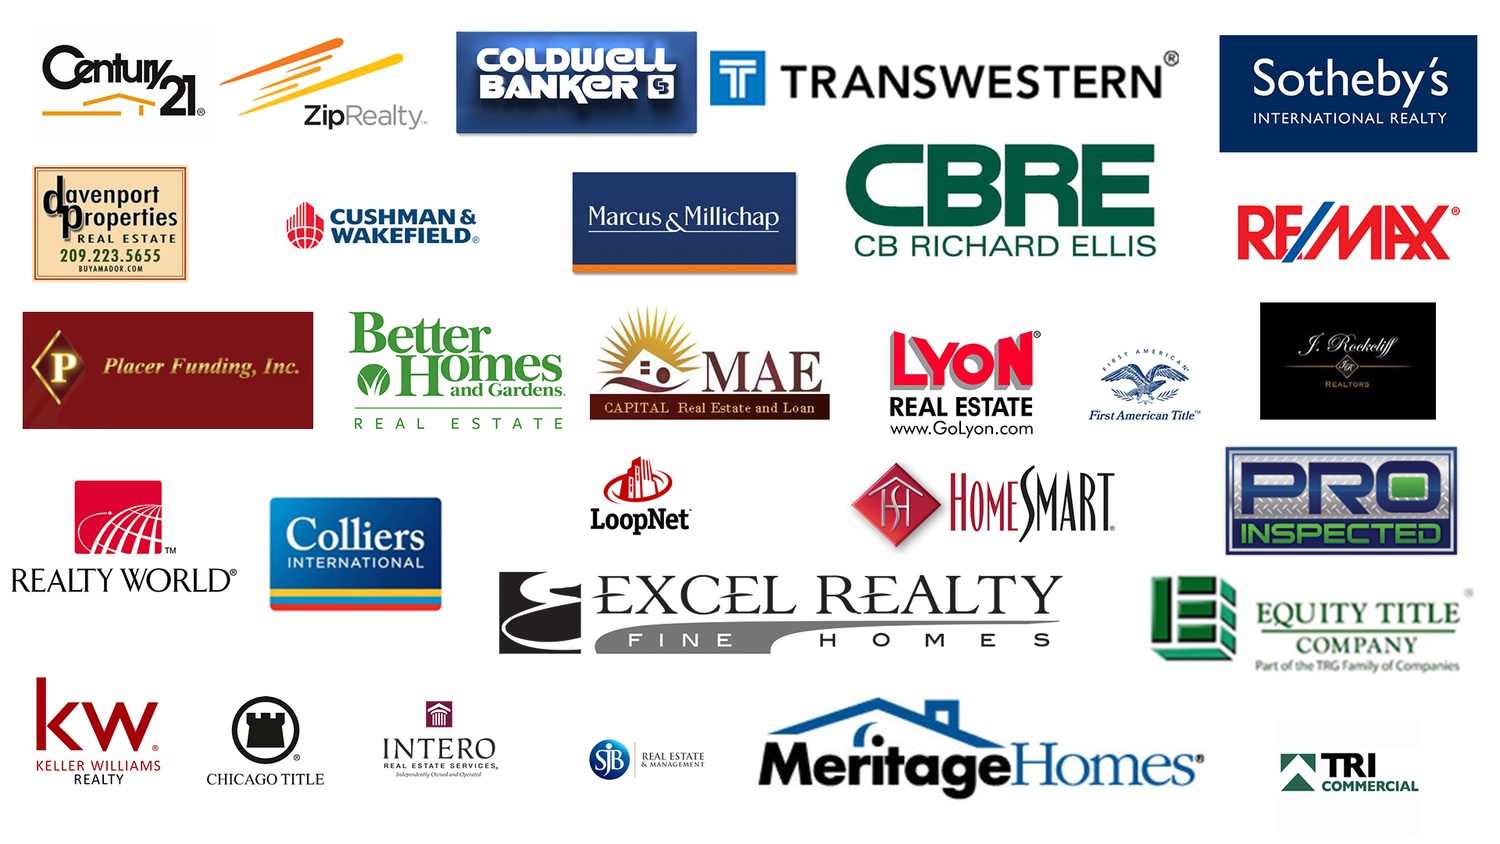 Century 21®
ZipRealty™
COLDWELL
BANKER CB
T TRANSWESTERN®
Sotheby's
INTERNATIONAL REALTY
davenport
properties
REAL ESTATE
209.223.5655
BUYAMADOR.COM
CUSHMAN &
WAKEFIELD®
Marcus & Millichap
CBRE
CB RICHARD ELLIS
RE/MAX®
P Placer Funding, Inc.
Better
Homes
and Gardens®
REAL ESTATE
MAE
CAPITAL Real Estate and Loan
LYON®
REAL ESTATE
www.GoLyon.com
FIRST AMERICAN
First American Title™
J. Rockcliff
JR
REALTORS
REALTY WORLD®
Colliers
INTERNATIONAL
LoopNet
HS HOMESMART®
PRO
INSPECTED
E EXCEL REALTY
FINE HOMES
E EQUITY TITLE®
COMPANY
Part of the TRG Family of Companies
kw®
KELLER WILLIAMS
REALTY
CHICAGO TITLE
INTERO
REAL ESTATE SERVICES®
Independently Owned and Operated
SJB REAL ESTATE
& MANAGEMENT
MeritageHomes®
TRI
COMMERCIAL